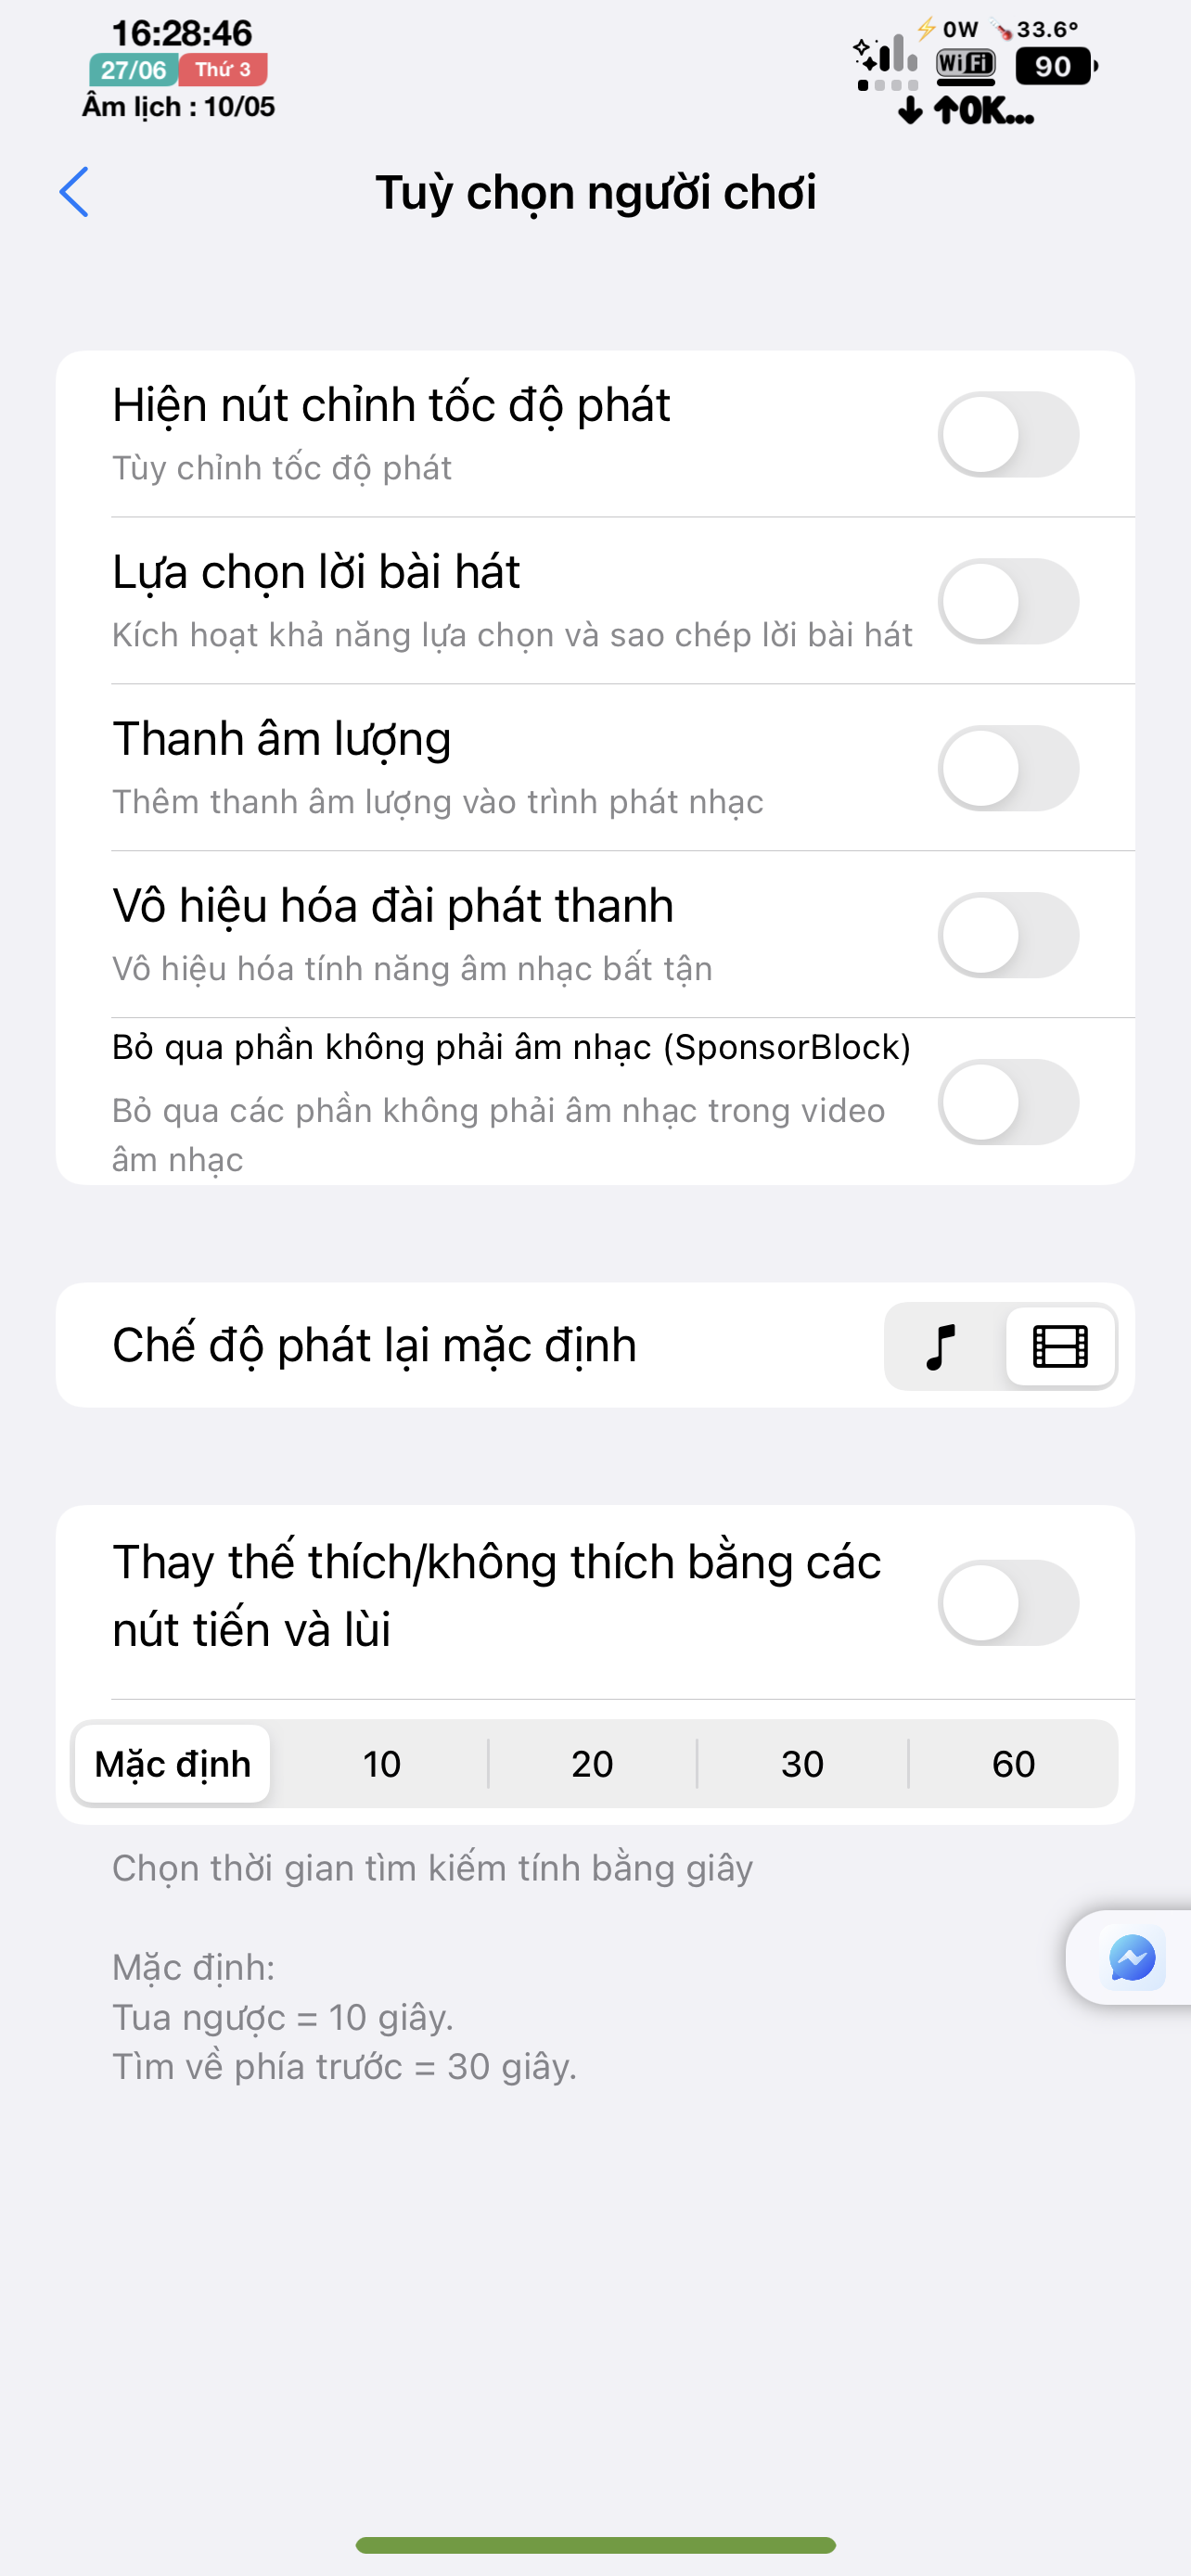 16:28:46
27/06 Thứ 3
Âm lịch : 10/05
⚡ 0W 33.6°
WiFi 90
↓ ↑0K...
Tuỳ chọn người chơi
Hiện nút chỉnh tốc độ phát
Tùy chỉnh tốc độ phát
Lựa chọn lời bài hát
Kích hoạt khả năng lựa chọn và sao chép lời bài hát
Thanh âm lượng
Thêm thanh âm lượng vào trình phát nhạc
Vô hiệu hóa đài phát thanh
Vô hiệu hóa tính năng âm nhạc bất tận
Bỏ qua phần không phải âm nhạc (SponsorBlock)
Bỏ qua các phần không phải âm nhạc trong video
âm nhạc
Chế độ phát lại mặc định
Thay thế thích/không thích bằng các
nút tiến và lùi
Mặc định 10 20 30 60
Chọn thời gian tìm kiếm tính bằng giây
Mặc định:
Tua ngược = 10 giây.
Tìm về phía trước = 30 giây.